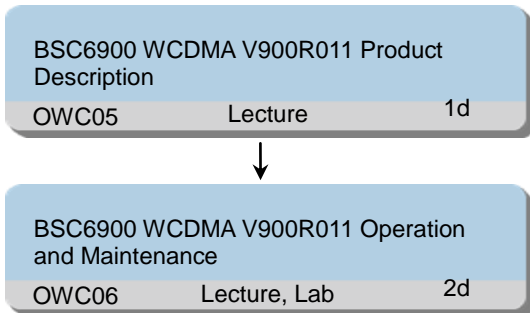 BSC6900 WCDMA V900R011 Product
Description
OWC05 Lecture 1d
BSC6900 WCDMA V900R011 Operation
and Maintenance
OWC06 Lecture, Lab 2d